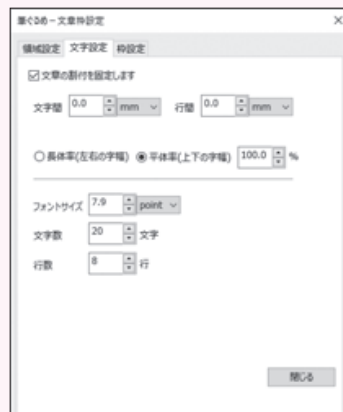 筆ぐるめ - 文章枠設定 ×
領域設定 文字設定 枠設定
文章の割付を固定します
文字間 0.0 mm 行間 0.0 mm
長体率(左右の字幅) 平体率(上下の字幅) 100.0 %
フォントサイズ 7.9 point
文字数 20 文字
行数 8 行
閉じる